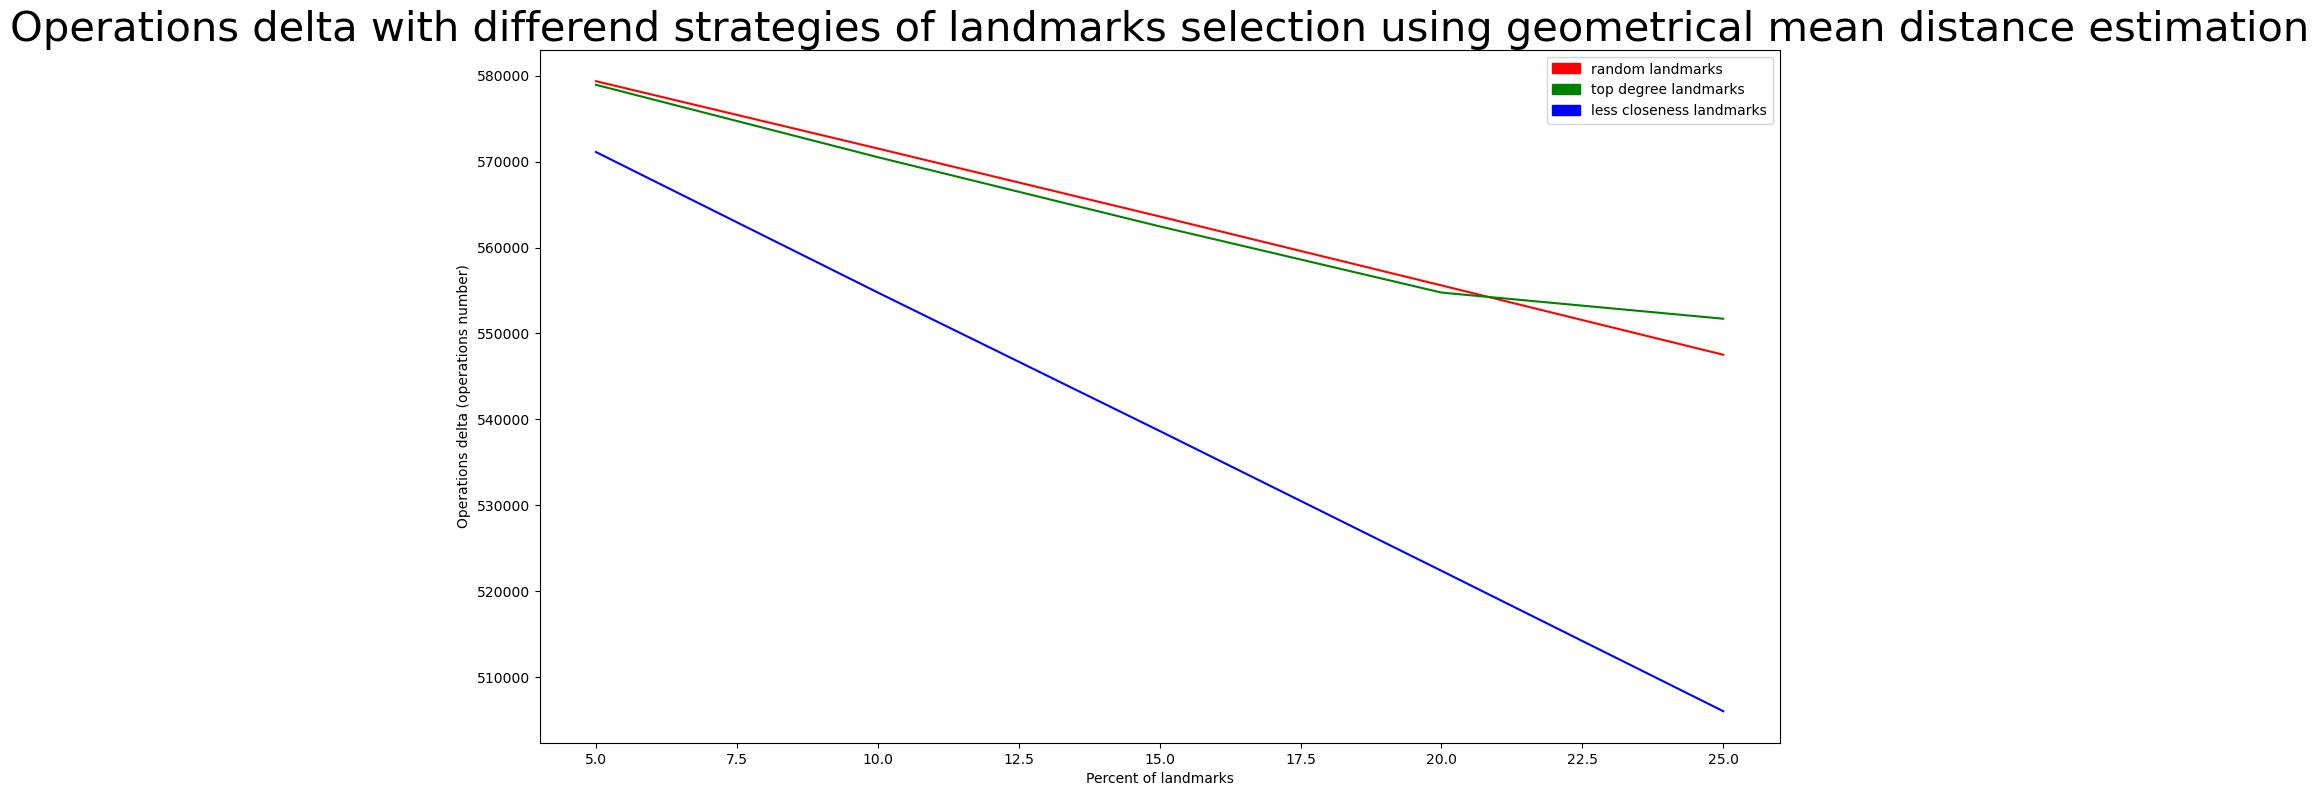 Operations delta with differend strategies of landmarks selection using geometrical mean distance estimation
random landmarks
top degree landmarks
less closeness landmarks
580000
570000
560000
550000
540000
530000
520000
510000
Operations delta (operations number)
5.0 7.5 10.0 12.5 15.0 17.5 20.0 22.5 25.0
Percent of landmarks